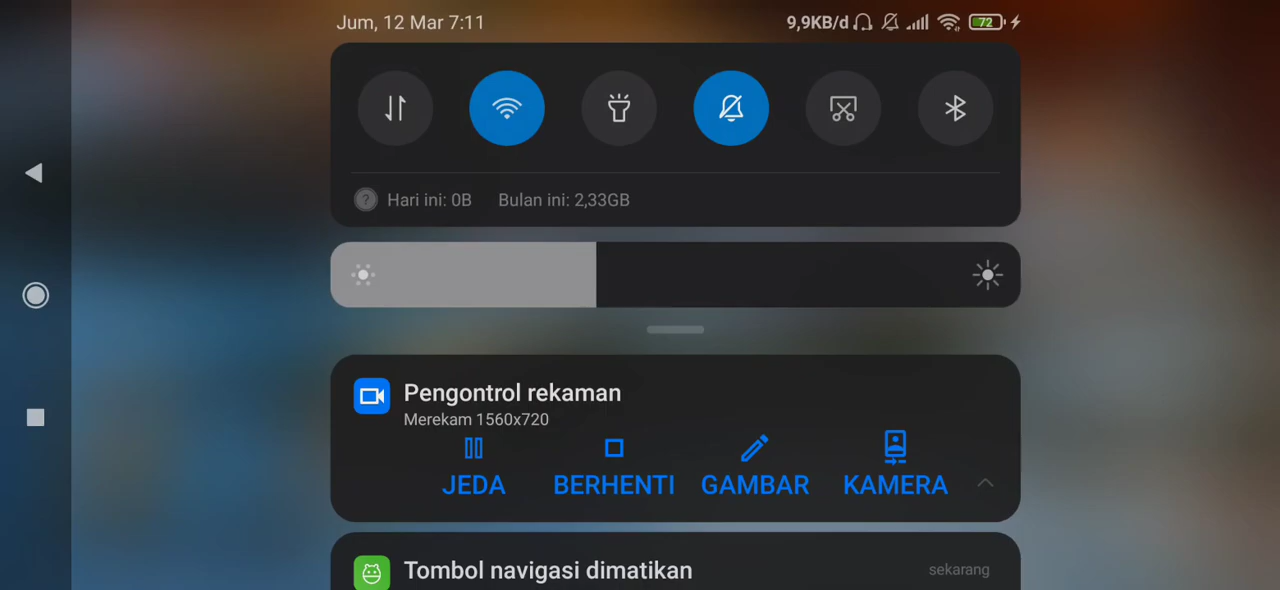 Jum, 12 Mar 7:11 9,9KB/d 72
Hari ini: 0B Bulan ini: 2,33GB
Pengontrol rekaman
Merekam 1560x720
JEDA BERHENTI GAMBAR KAMERA
Tombol navigasi dimatikan sekarang